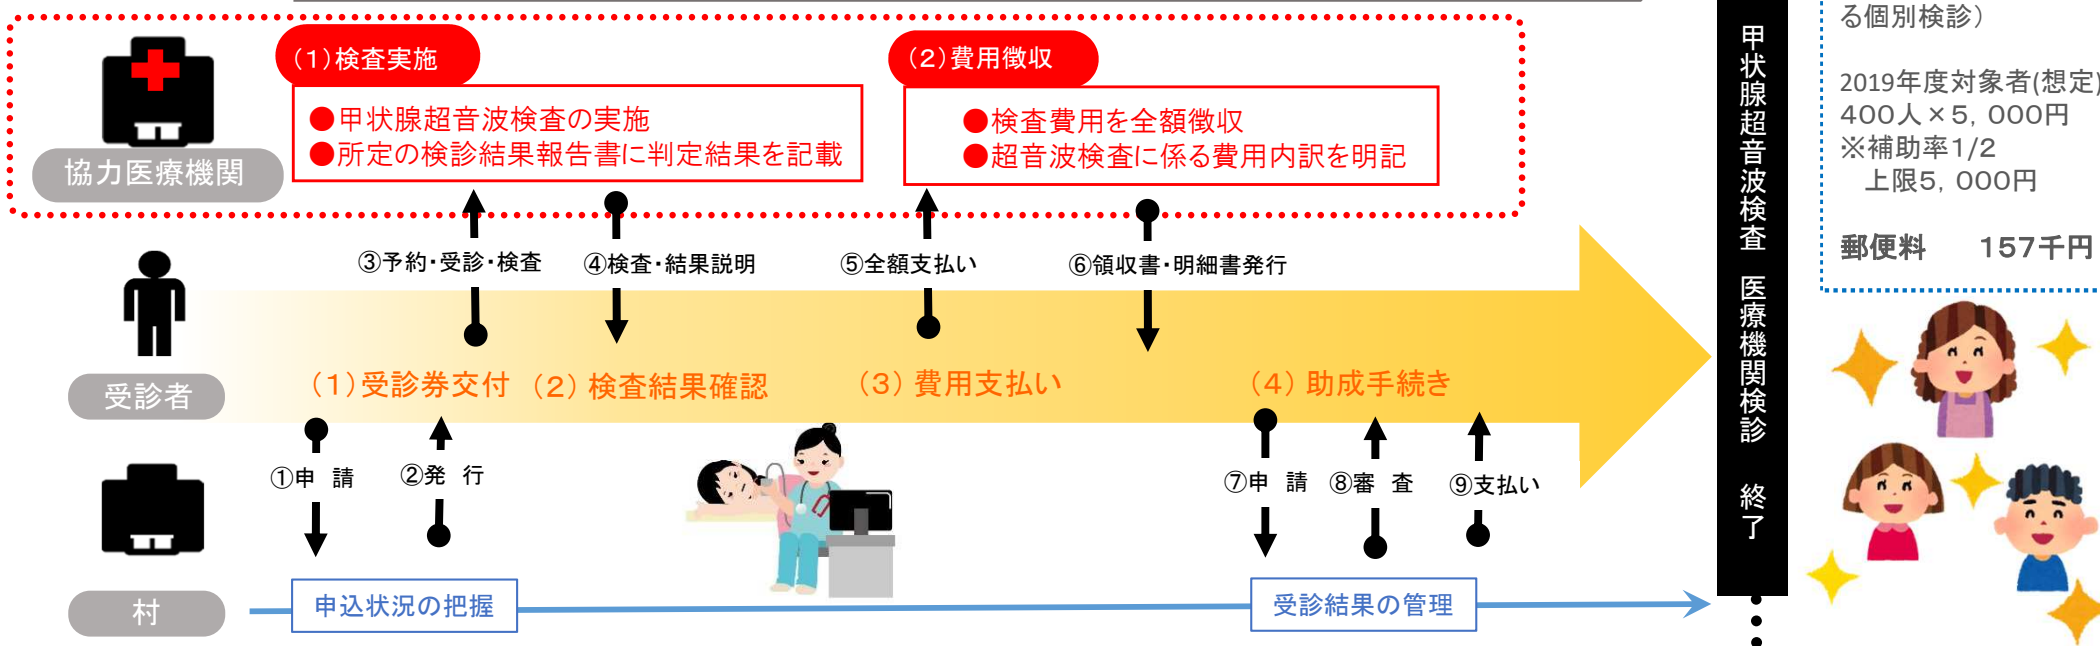 (1)検査実施
●甲状腺超音波検査の実施
●所定の検診結果報告書に判定結果を記載
(2)費用徴収
●検査費用を全額徴収
●超音波検査に係る費用内訳を明記
協力医療機関
③予約・受診・検査
④検査・結果説明
⑤全額支払い
⑥領収書・明細書発行
受診者
(1)受診券交付
(2)検査結果確認
(3)費用支払い
(4)助成手続き
①申 請
②発 行
⑦申 請
⑧審 査
⑨支払い
村
申込状況の把握
受診結果の管理
甲状腺超音波検査 医療機関検診 終了
る個別検診）
2019年度対象者(想定)
400人×5，000円
※補助率1/2
上限5，000円
郵便料 157千円